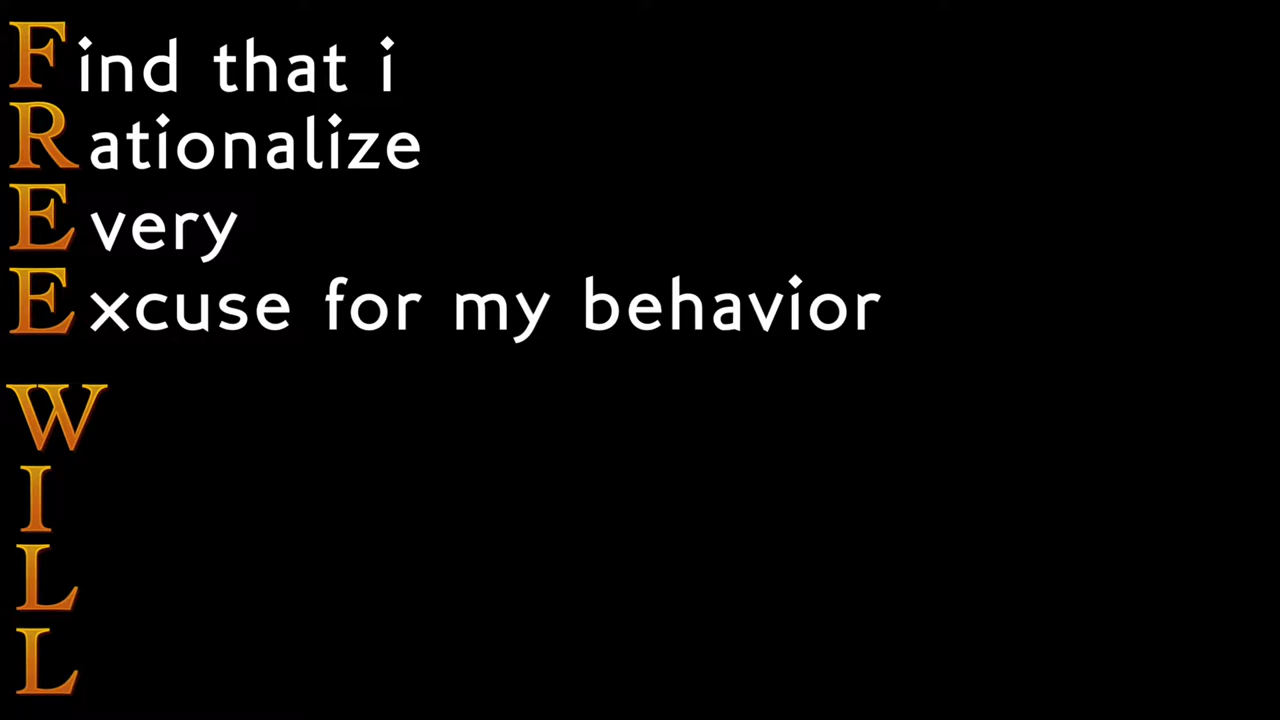 Find that i
Rationalize
Every
Excuse for my behavior
W
I
L
L